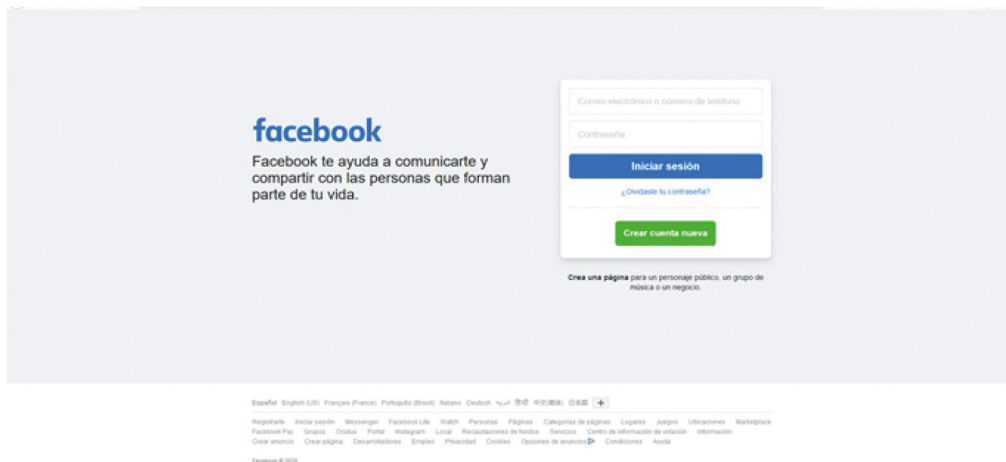 facebook
Facebook te ayuda a comunicarte y
compartir con las personas que forman
parte de tu vida.
Correo electrónico o número de teléfono
Contraseña
Iniciar sesión
¿Olvidaste tu contraseña?
Crear cuenta nueva
Crea una página para un personaje público, un grupo de
música o un negocio.
Español English (US) Français (France) Português (Brasil) Italiano Deutsch العربية हिन्दी 中文(简体) 日本語 +
Registrarte Iniciar sesión Messenger Facebook Lite Watch Personas Páginas Categorías de páginas Lugares Juegos Ubicaciones Marketplace
Facebook Pay Grupos Oculus Portal Instagram Local Recaudaciones de fondos Servicios Centro de información de votación Información
Crear anuncio Crear página Desarrolladores Empleo Privacidad Cookies Opciones de anuncios Condiciones Ayuda
Facebook © 2020